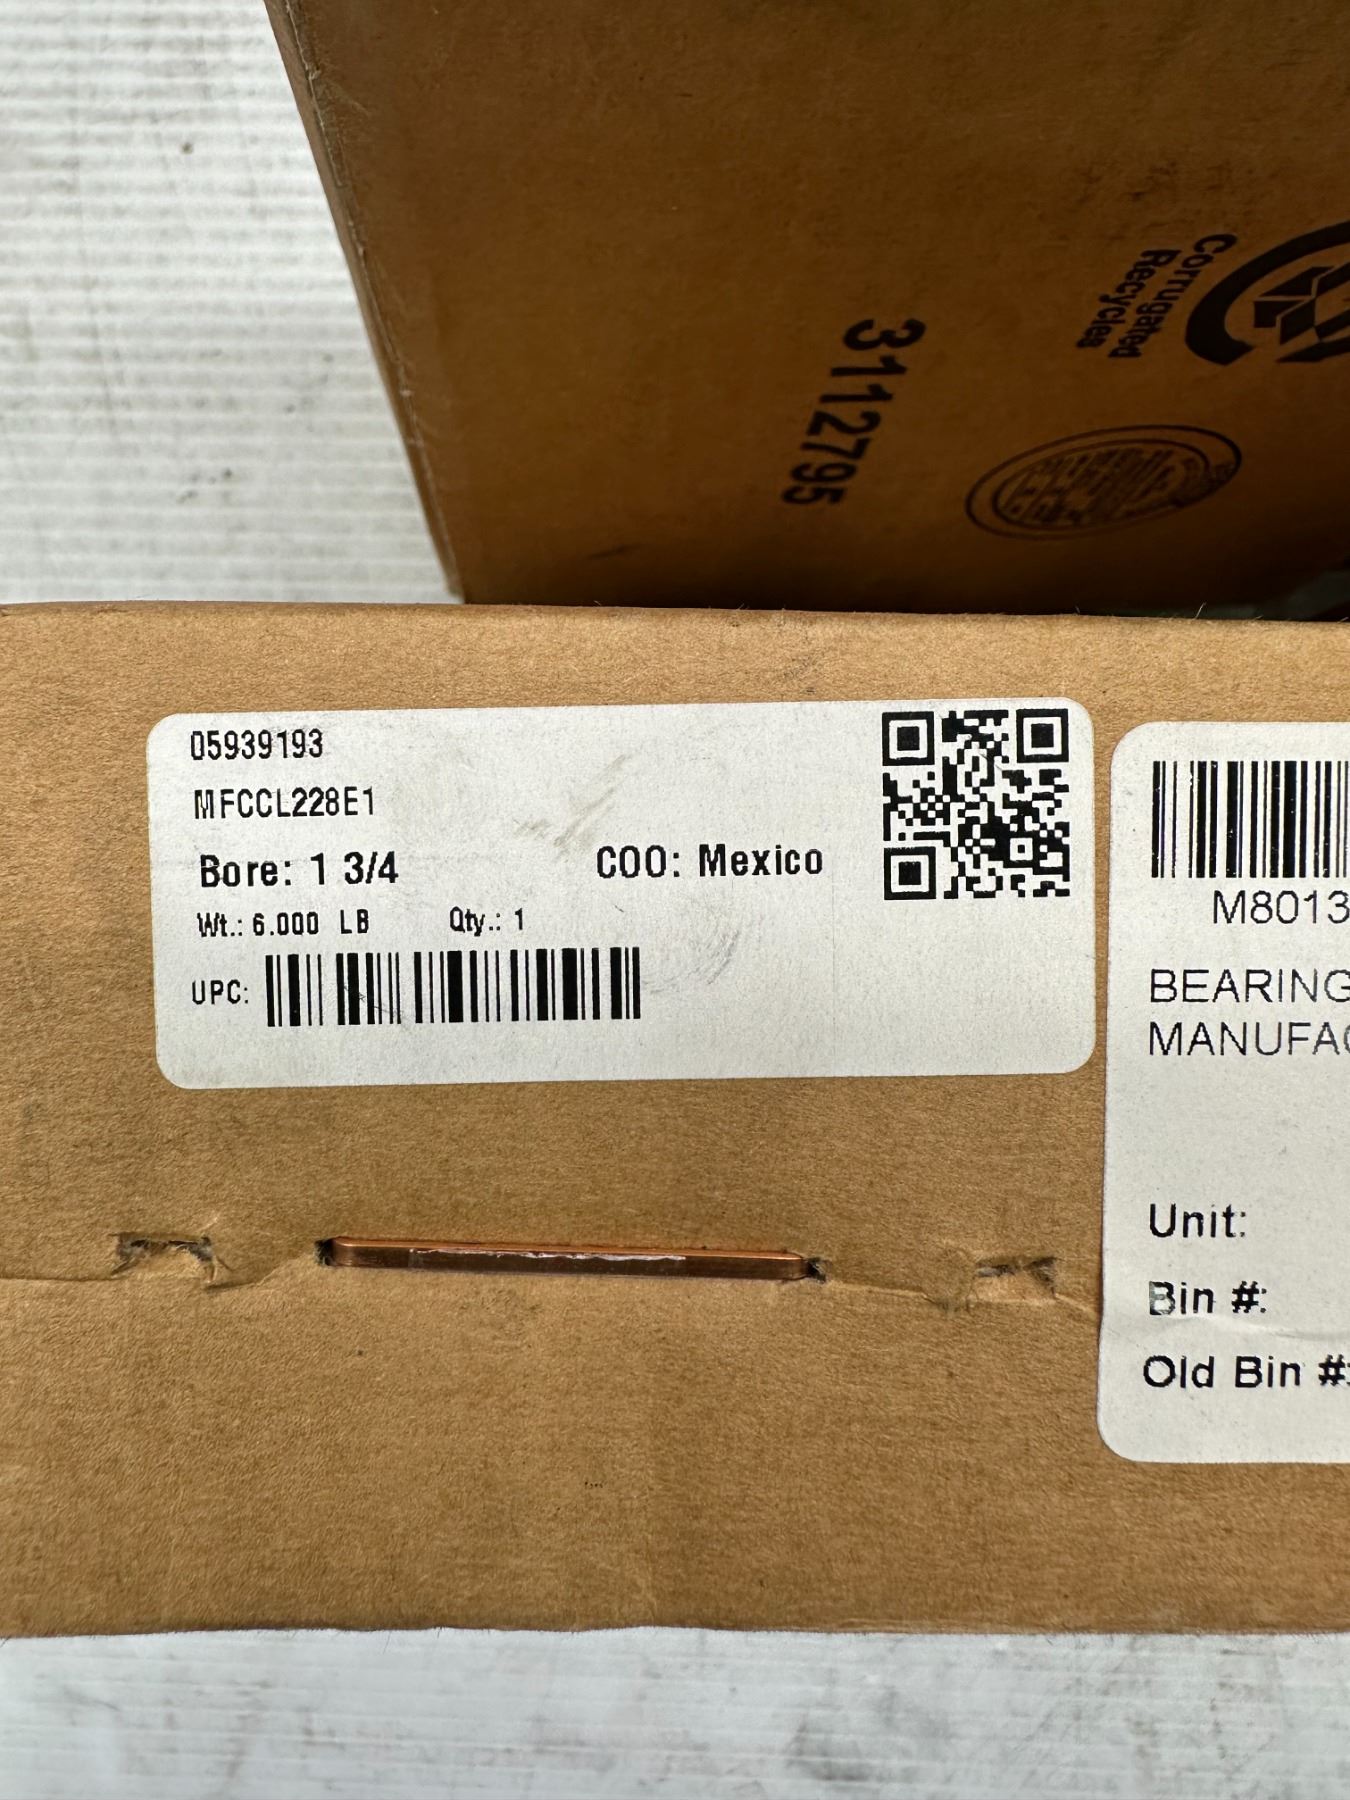 Corrugated
Recycles
3112795
05939193
MFCCL228E1
Bore: 1 3/4
COO: Mexico
Wt.: 6.000 LB
Qty.: 1
UPC:
M8013
BEARING
MANUFAC
Unit:
Bin #:
Old Bin #: